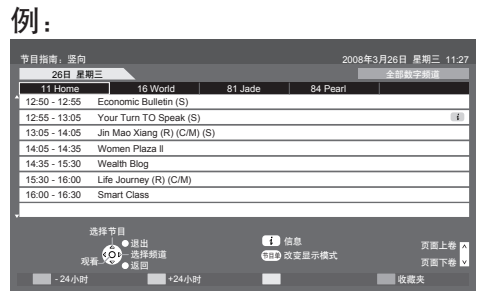 例：
节目指南：竖向 2008年3月26日 星期三 11:27
26日 星期三 全部数字频道
11 Home 16 World 81 Jade 84 Pearl
12:50 - 12:55 Economic Bulletin (S)
12:55 - 13:05 Your Turn TO Speak (S) i
13:05 - 14:05 Jin Mao Xiang (R) (C/M) (S)
14:05 - 14:35 Women Plaza II
14:35 - 15:30 Wealth Blog
15:30 - 16:00 Life Journey (R) (C/M)
16:00 - 16:30 Smart Class
选择节目
退出 i 信息 页面上卷
观看 选择频道 节目单 改变显示模式
返回 页面下卷
- 24小时 +24小时 收藏夹